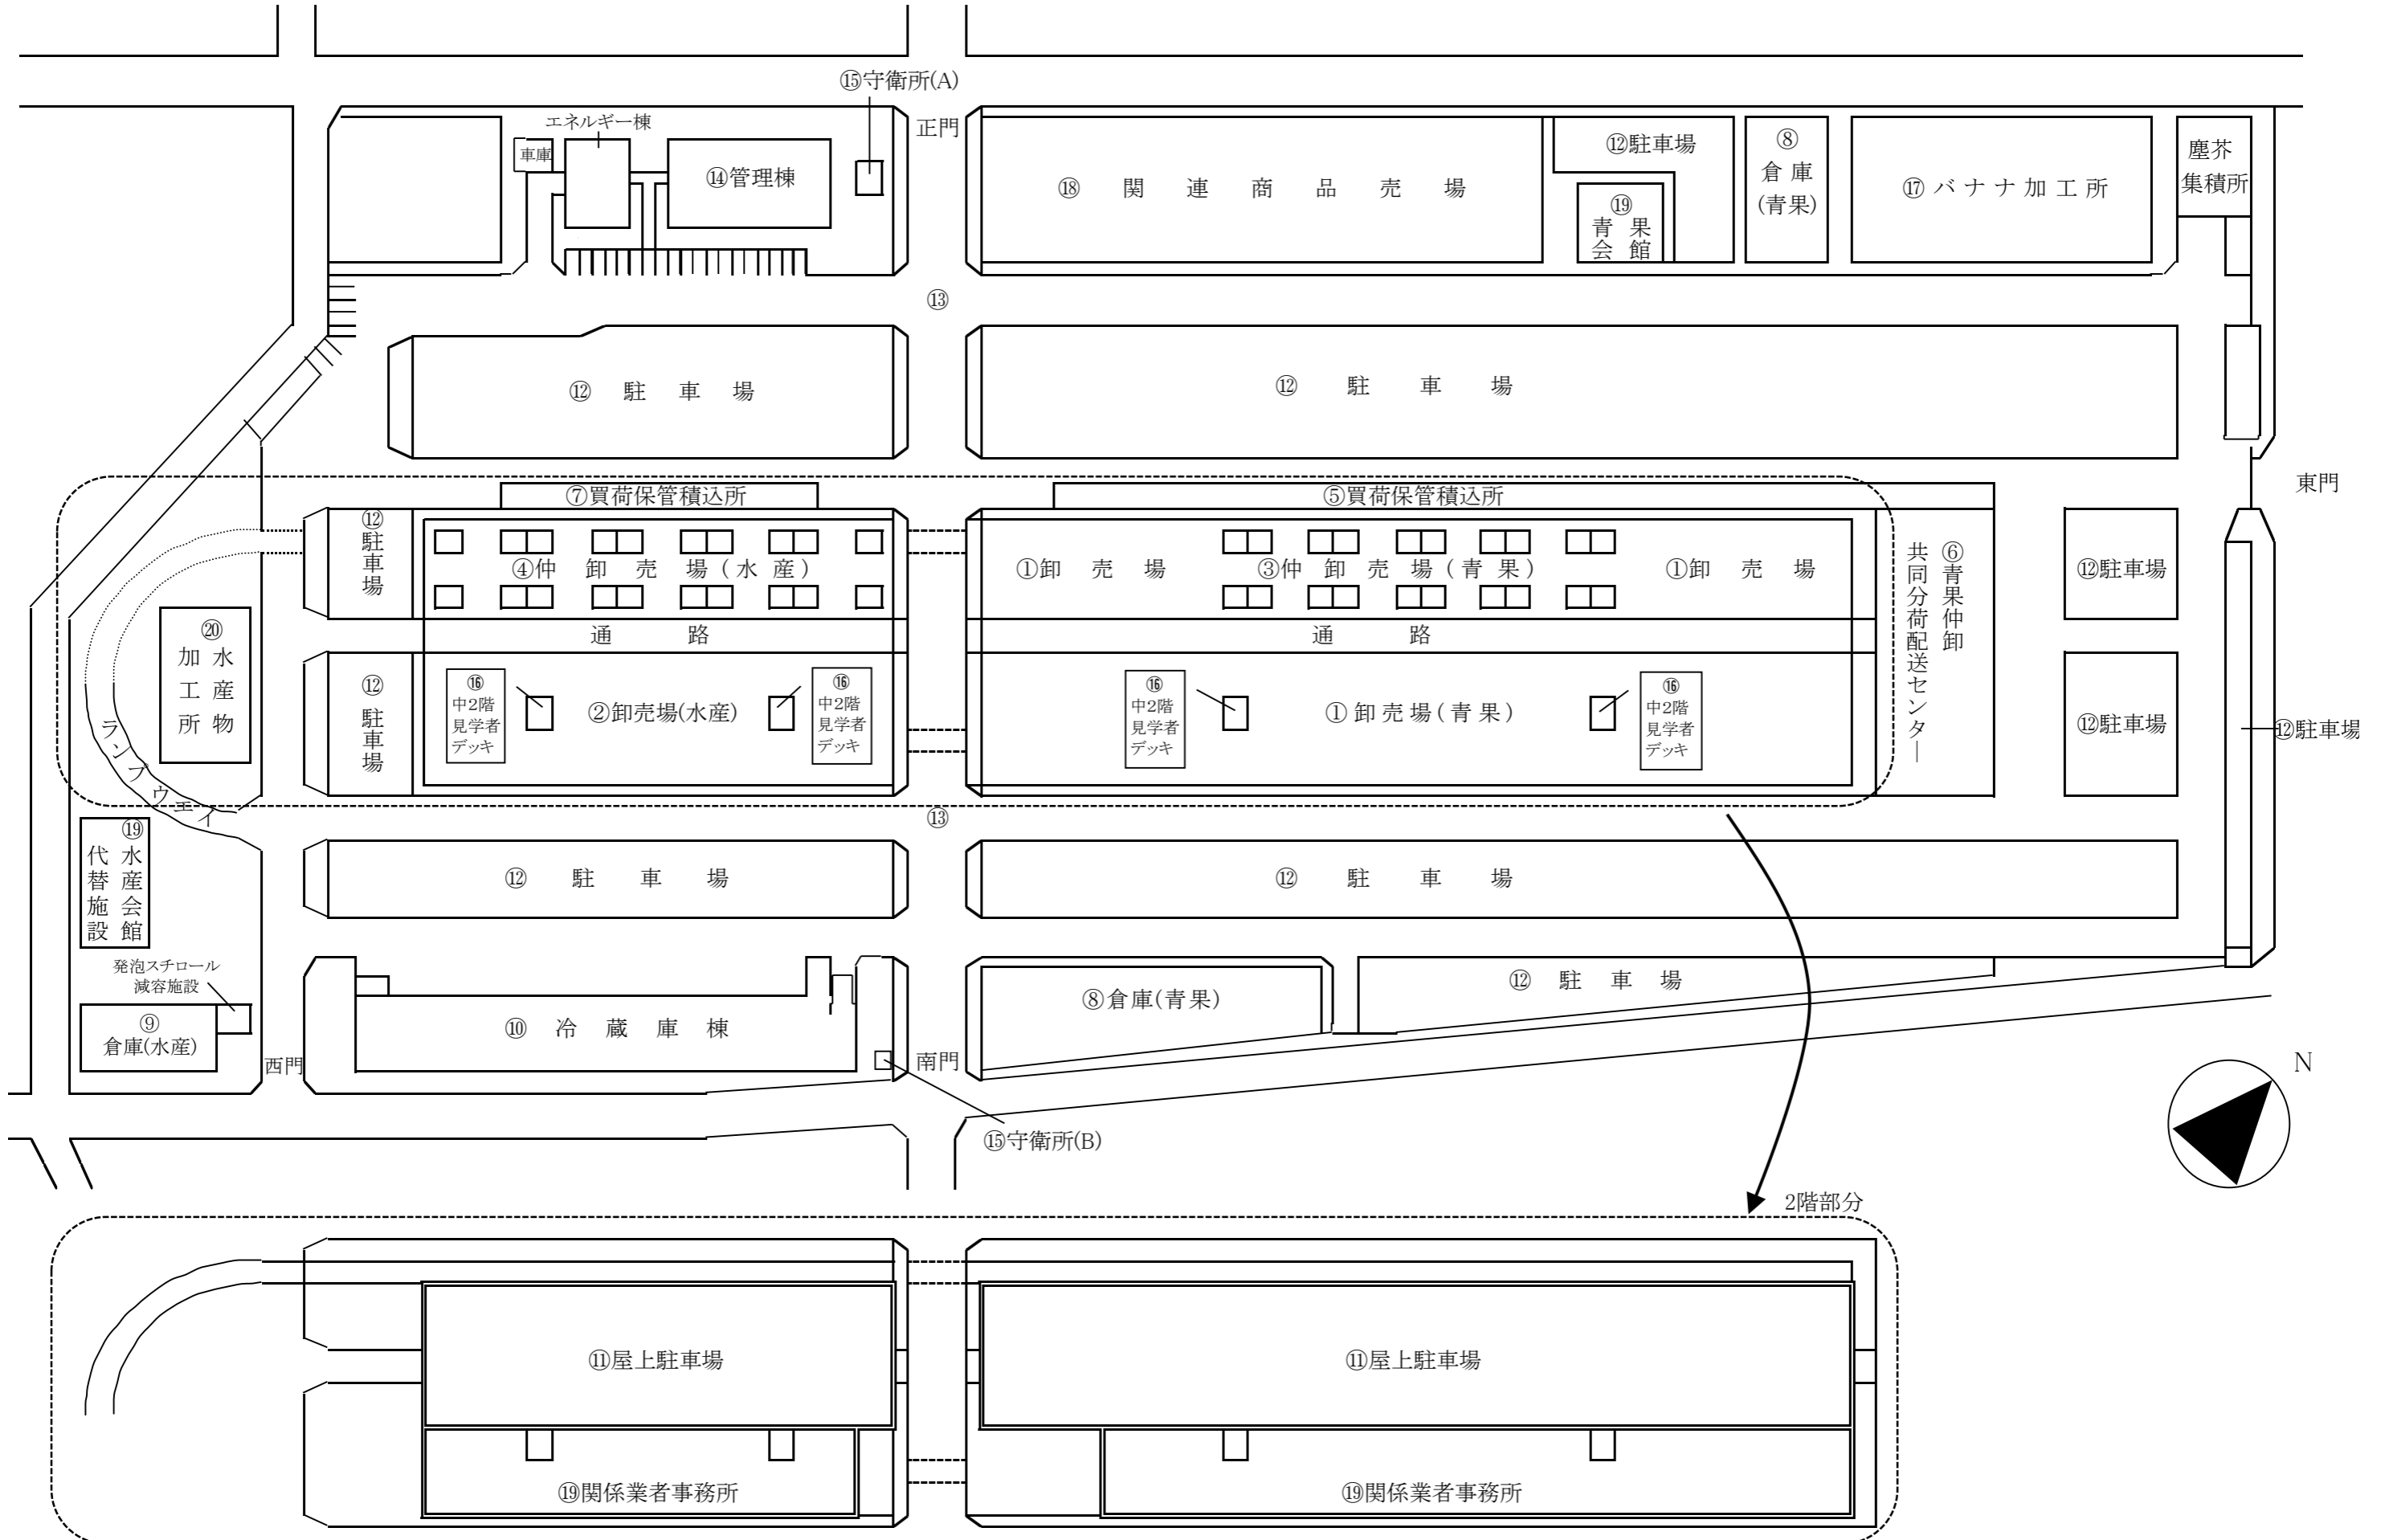 ⑮守衛所(A)
正門
エネルギー棟
車庫
⑭管理棟
⑱ 関 連 商 品 売 場
⑫駐車場
⑲
青 果
会 館
⑧
倉 庫
(青果)
⑰ バ ナ ナ 加 工 所
塵芥
集積所
⑬
⑫ 駐 車 場
⑫ 駐 車 場
東門
⑦買荷保管積込所
⑤買荷保管積込所
⑫駐車場
④仲 卸 売 場 ( 水 産 )
①卸 売 場
③仲 卸 売 場 ( 青 果 )
①卸 売 場
⑥青果仲卸
共同分荷配送センター
⑫駐車場
通 路
通 路
⑳
水産物
加工所
ランプウェイ
⑫駐車場
⑯
中2階
見学者
デッキ
②卸売場(水産)
⑯
中2階
見学者
デッキ
⑯
中2階
見学者
デッキ
① 卸 売 場 ( 青 果 )
⑯
中2階
見学者
デッキ
⑫駐車場
⑫駐車場
⑬
⑲
水産会館
代替施設
⑫ 駐 車 場
⑫ 駐 車 場
発泡スチロール
減容施設
⑨
倉庫(水産)
西門
⑩ 冷 蔵 庫 棟
南門
⑧倉庫(青果)
⑫ 駐 車 場
⑮守衛所(B)
N
2階部分
⑪屋上駐車場
⑪屋上駐車場
⑲関係業者事務所
⑲関係業者事務所